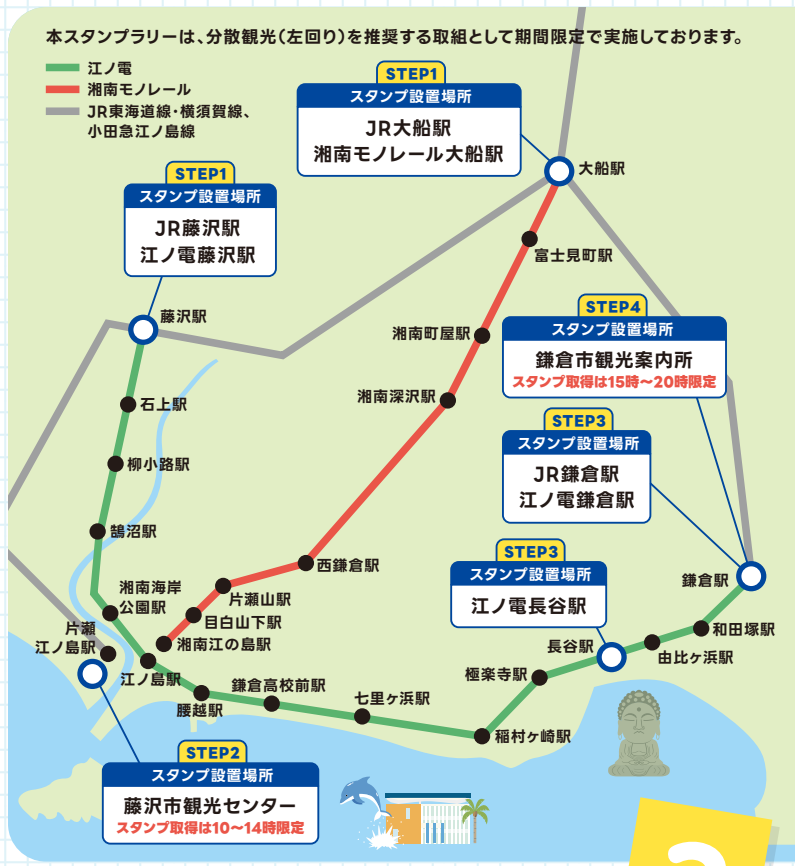 本スタンプラリーは、分散観光(左回り)を推奨する取組として期間限定で実施しております。
江ノ電
湘南モノレール
JR東海道線・横須賀線、
小田急江ノ島線
STEP1
スタンプ設置場所
JR大船駅
湘南モノレール大船駅
大船駅
STEP1
スタンプ設置場所
JR藤沢駅
江ノ電藤沢駅
富士見町駅
藤沢駅
湘南町屋駅
STEP4
スタンプ設置場所
鎌倉市観光案内所
スタンプ取得は15時～20時限定
湘南深沢駅
石上駅
STEP3
スタンプ設置場所
JR鎌倉駅
江ノ電鎌倉駅
柳小路駅
鵠沼駅
STEP3
スタンプ設置場所
江ノ電長谷駅
西鎌倉駅
鎌倉駅
湘南海岸
公園駅
片瀬山駅
目白山下駅
湘南江の島駅
片瀬
江ノ島駅
和田塚駅
長谷駅
由比ヶ浜駅
江ノ島駅
極楽寺駅
鎌倉高校前駅
腰越駅
七里ヶ浜駅
稲村ヶ崎駅
STEP2
スタンプ設置場所
藤沢市観光センター
スタンプ取得は10～14時限定